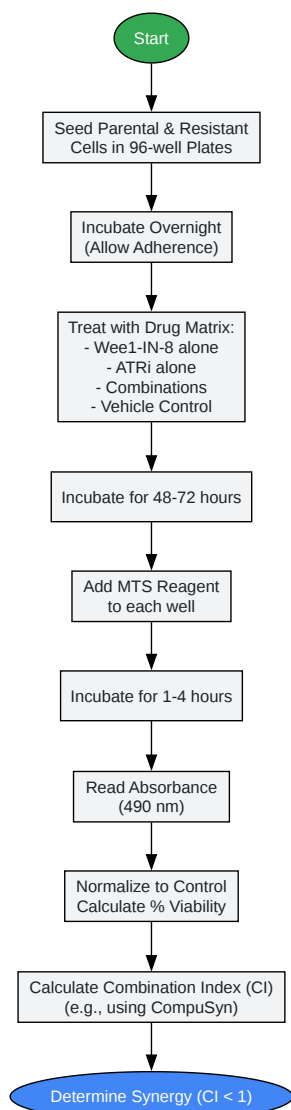 Start
Seed Parental & Resistant
Cells in 96-well Plates
Incubate Overnight
(Allow Adherence)
Treat with Drug Matrix:
- Wee1-IN-8 alone
- ATRi alone
- Combinations
- Vehicle Control
Incubate for 48-72 hours
Add MTS Reagent
to each well
Incubate for 1-4 hours
Read Absorbance
(490 nm)
Normalize to Control
Calculate % Viability
Calculate Combination Index (CI)
(e.g., using CompuSyn)
Determine Synergy (CI < 1)